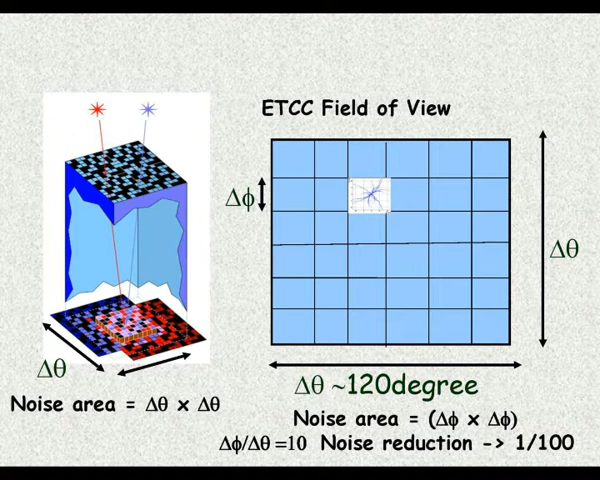 ETCC Field of View
Δϕ
Δθ
Δθ
Δθ ~120degree
Noise area = Δθ x Δθ
Noise area = (Δϕ x Δϕ)
Δϕ/Δθ =10 Noise reduction -> 1/100